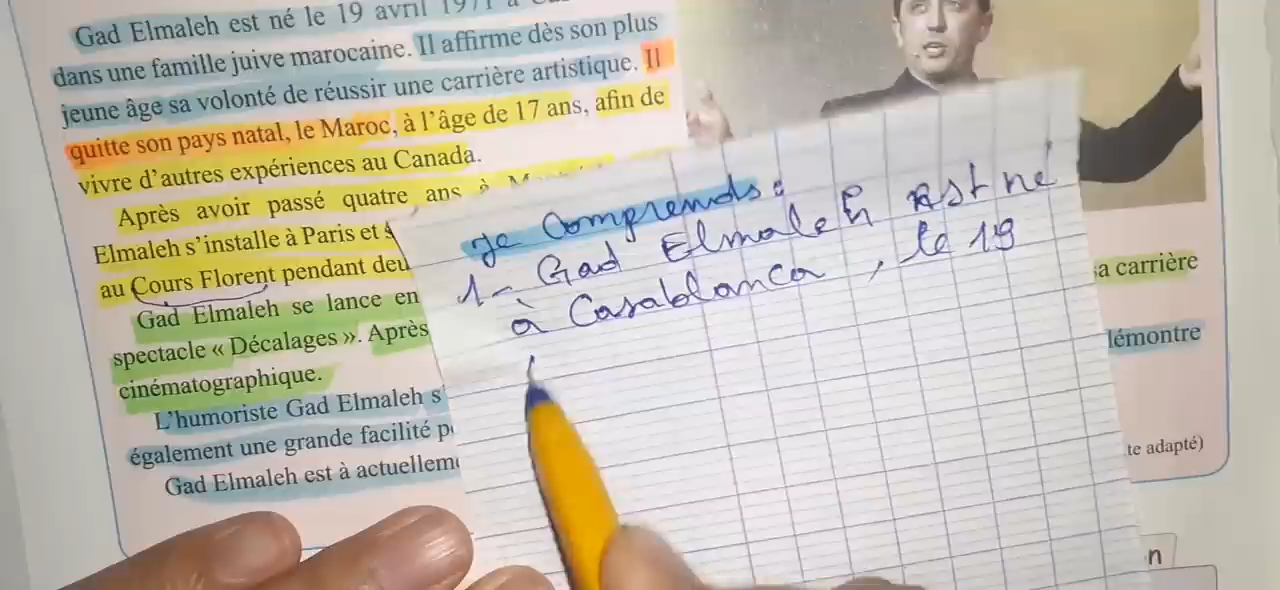 Gad Elmaleh est né le 19 avril 1971 à
dans une famille juive marocaine. Il affirme dès son plus
jeune âge sa volonté de réussir une carrière artistique. Il
quitte son pays natal, le Maroc, à l'âge de 17 ans, afin de
vivre d'autres expériences au Canada.
Après avoir passé quatre ans à
Elmaleh s'installe à Paris et
au Cours Florent pendant
Gad Elmaleh se lance en
sa carrière
spectacle « Décalages ». Après
cinématographique.
L'humoriste Gad Elmaleh
également une grande facilité
Gad Elmaleh est à
te adapté)
Je comprends :
1- Gad Elmaleh est né
à Casablanca , le 19
n